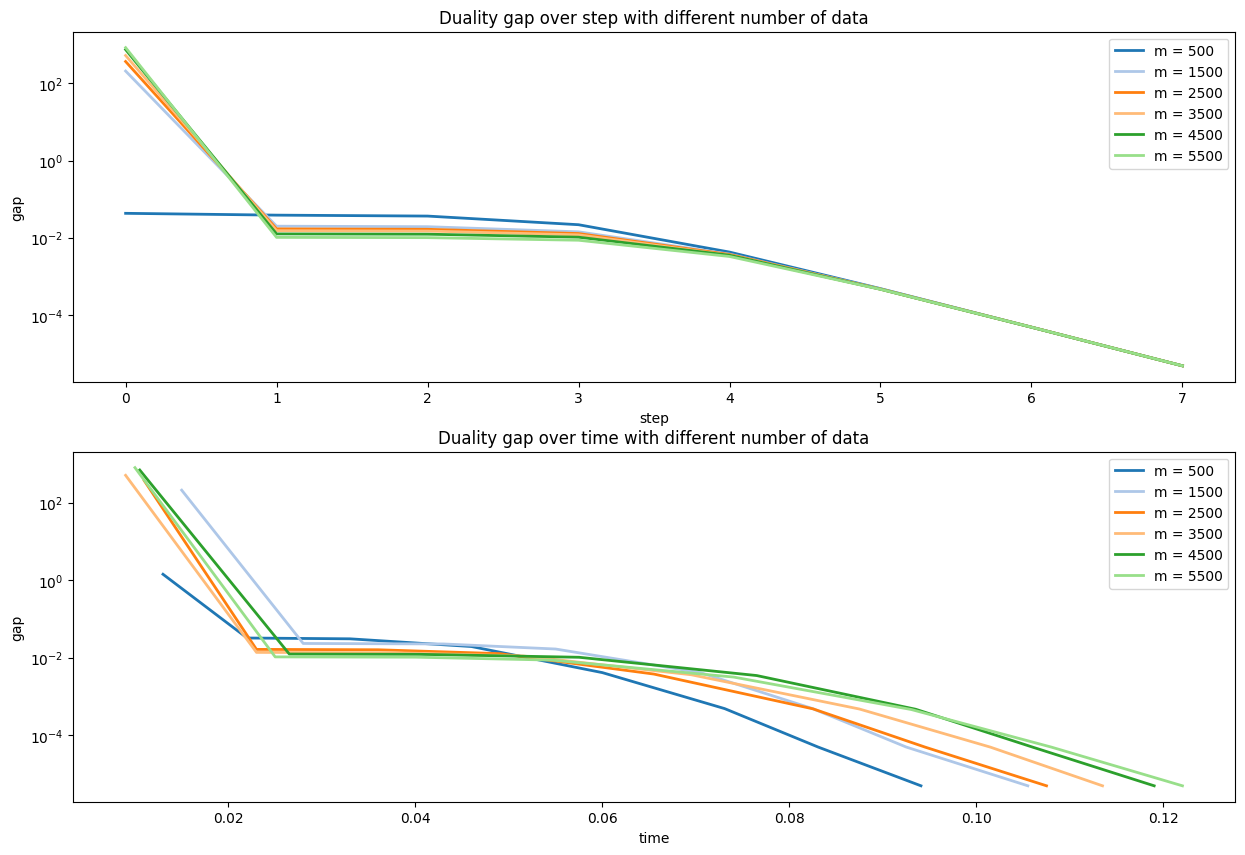 Duality gap over step with different number of data
gap
10^2
10^0
10^-2
10^-4
m = 500
m = 1500
m = 2500
m = 3500
m = 4500
m = 5500
0 1 2 3 4 5 6 7
step
Duality gap over time with different number of data
gap
10^2
10^0
10^-2
10^-4
m = 500
m = 1500
m = 2500
m = 3500
m = 4500
m = 5500
0.02 0.04 0.06 0.08 0.10 0.12
time